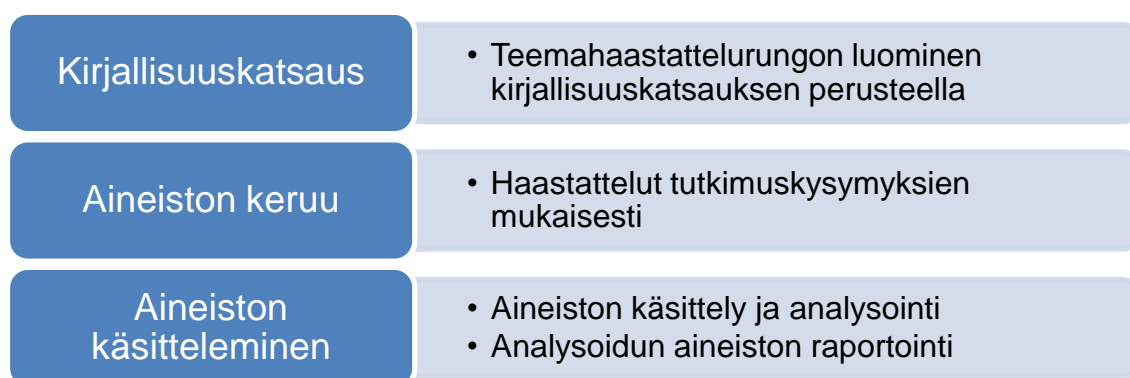 Kirjallisuuskatsaus
• Teemahaastattelurungon luominen
kirjallisuuskatsauksen perusteella
Aineiston keruu
• Haastattelut tutkimuskysymyksien
mukaisesti
Aineiston
käsitteleminen
• Aineiston käsittely ja analysointi
• Analysoidun aineiston raportointi